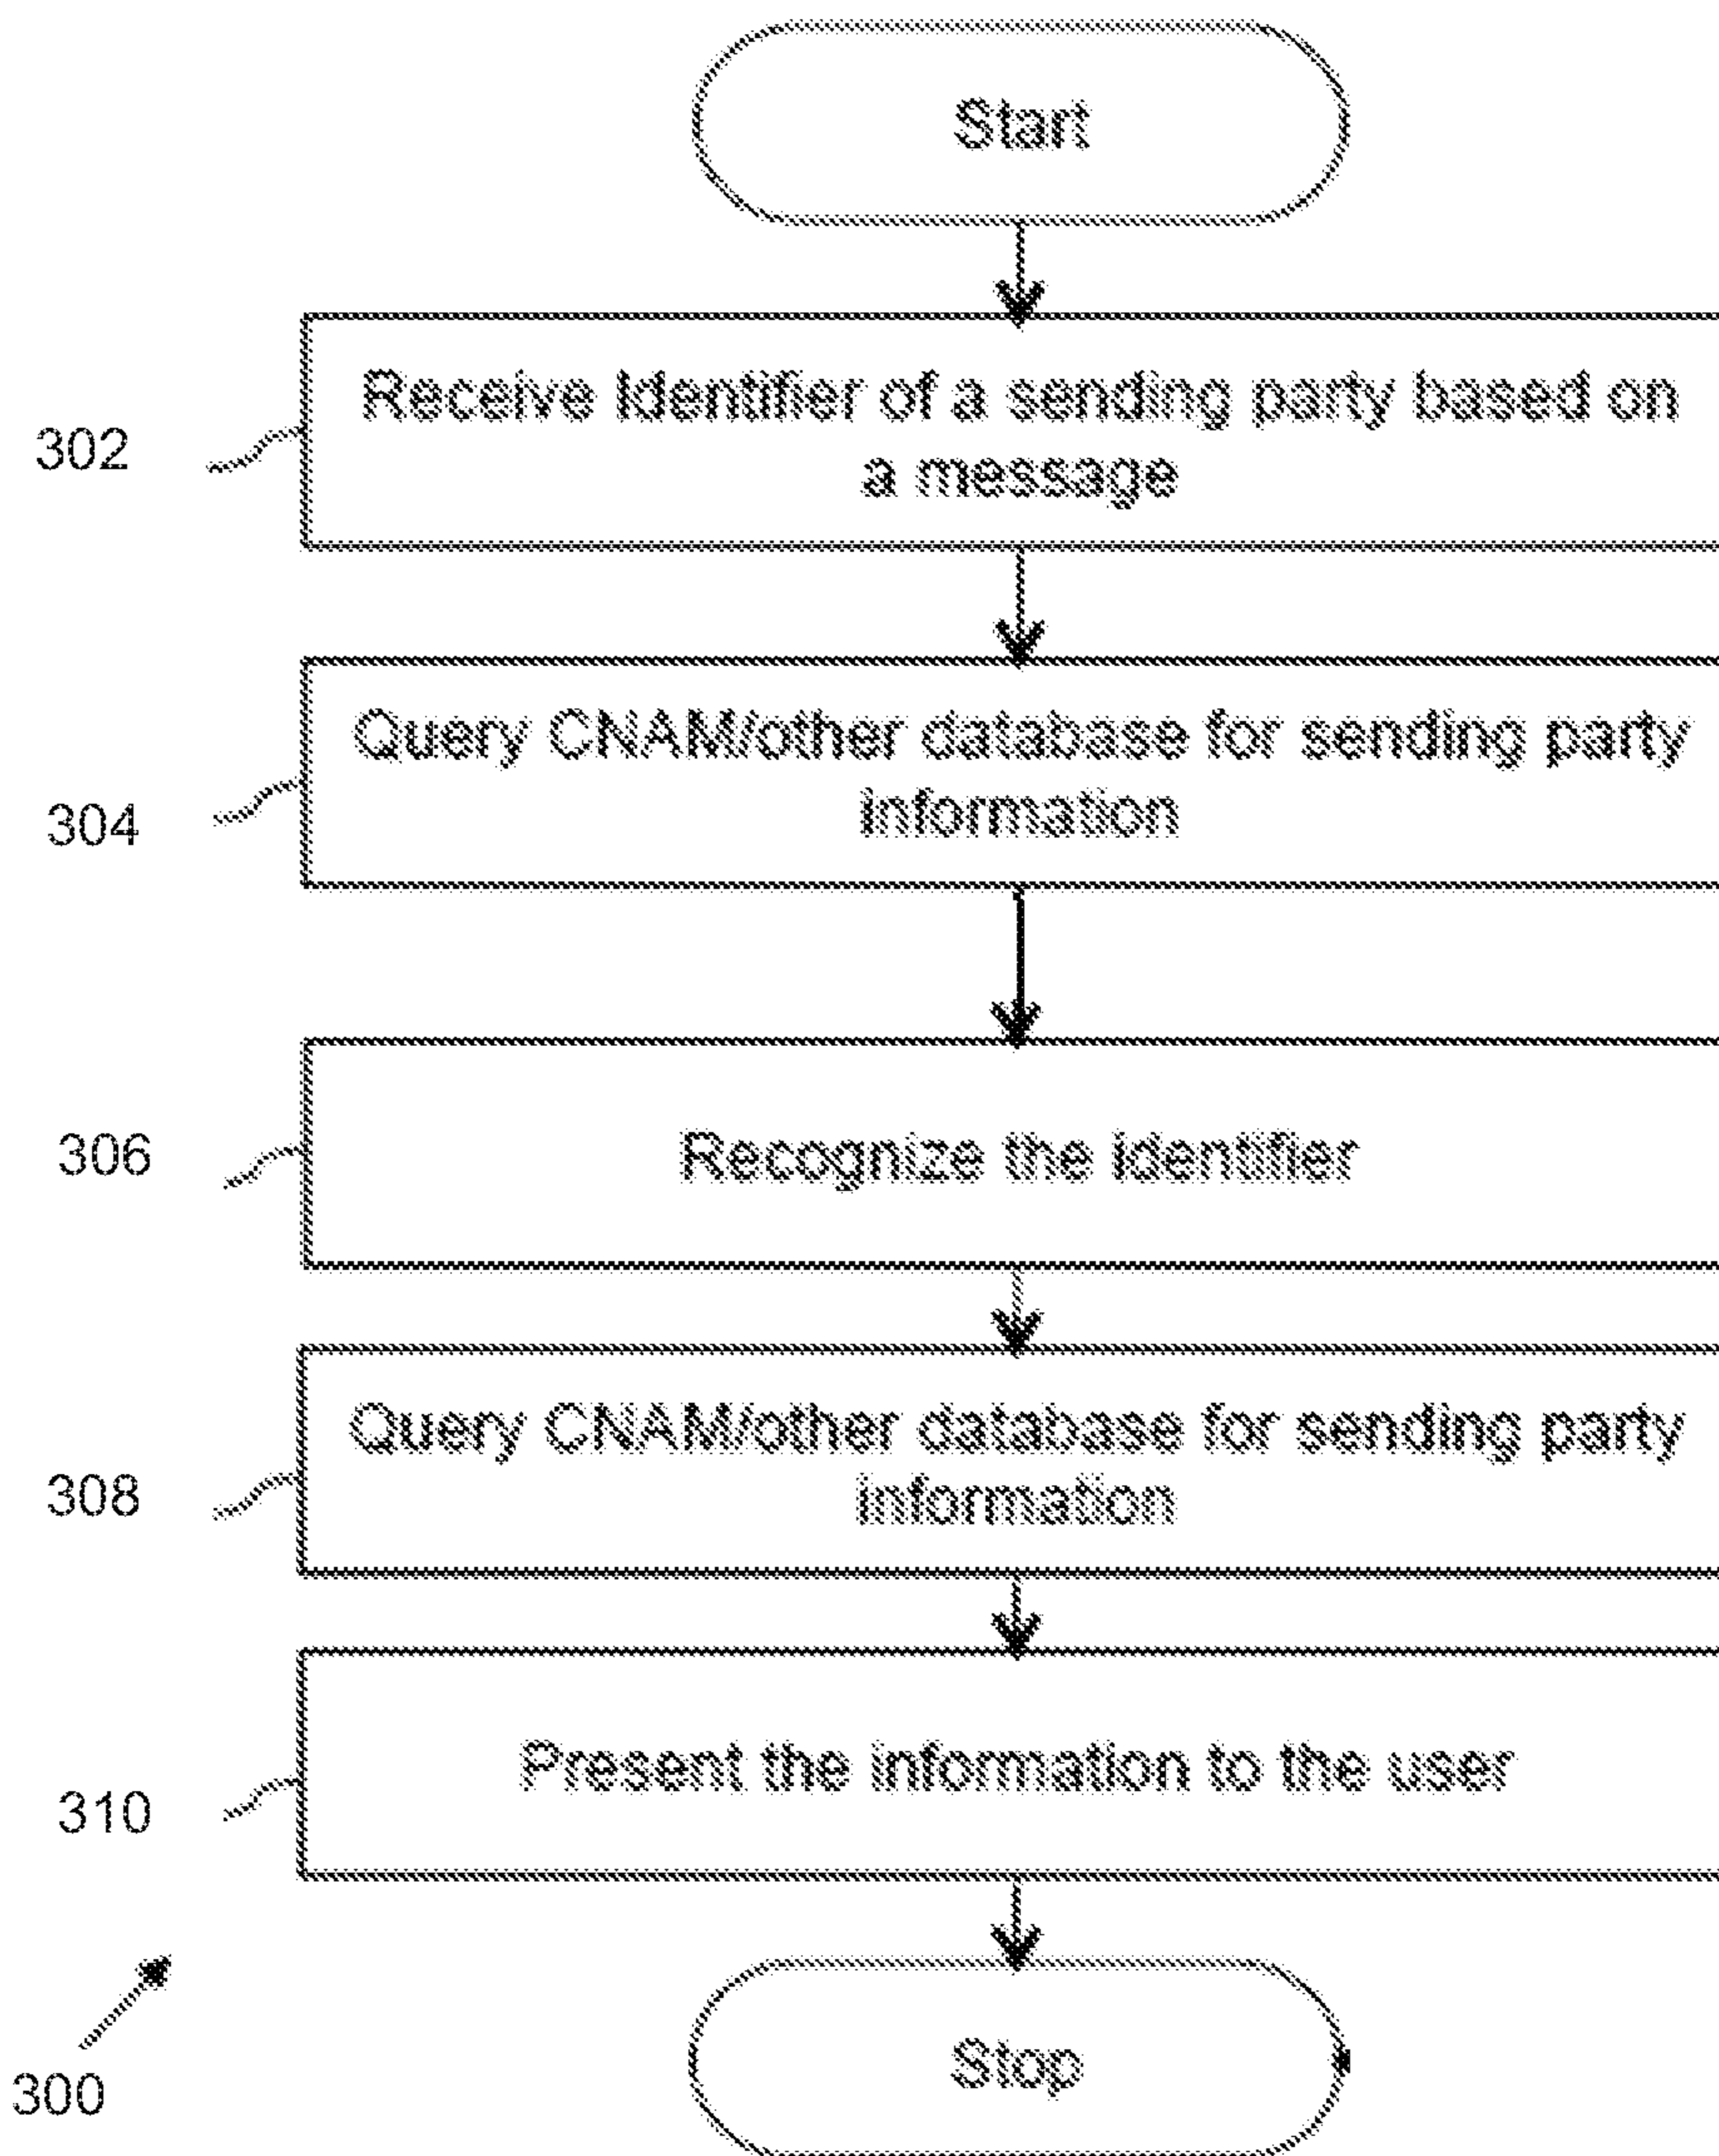 Start
Receive Identifier of a sending party based on
a message
302
Query CNAM/other database for sending party
information
304
Recognize the identifier
306
Query CNAM/other database for sending party
information
308
Present the information to the user
310
Stop
300